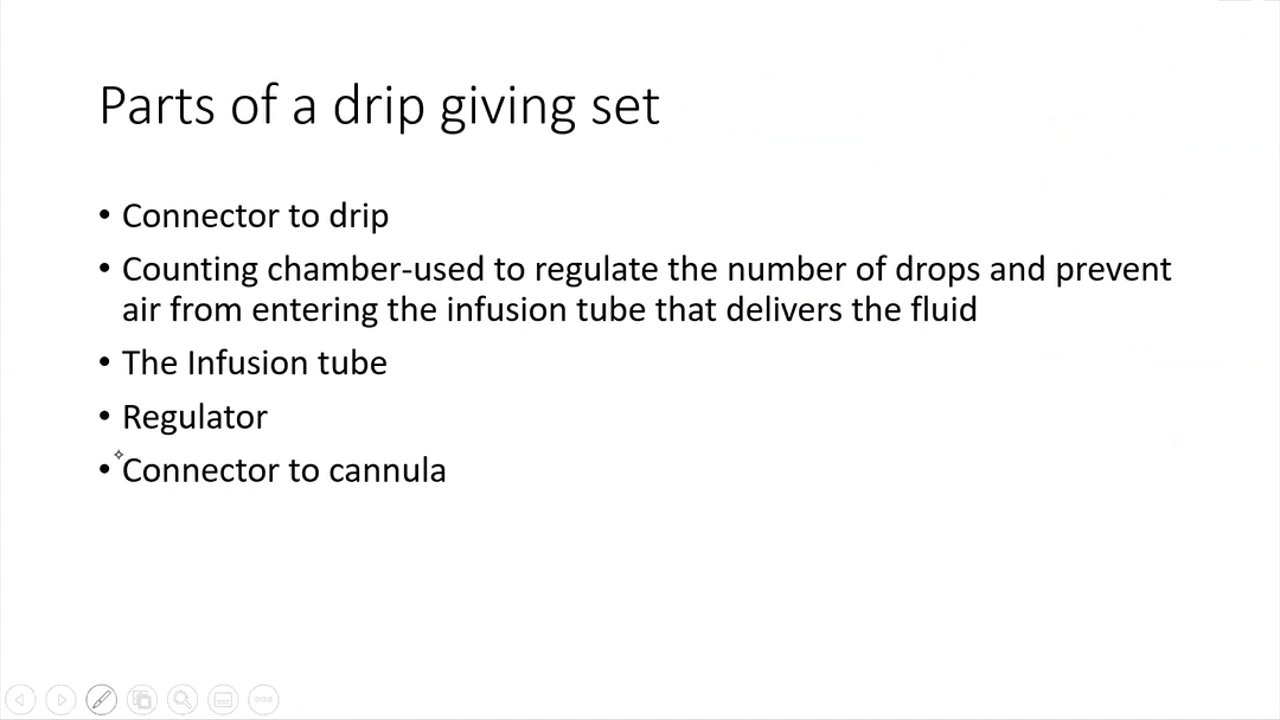 Parts of a drip giving set
• Connector to drip
• Counting chamber-used to regulate the number of drops and prevent
air from entering the infusion tube that delivers the fluid
• The Infusion tube
• Regulator
• Connector to cannula